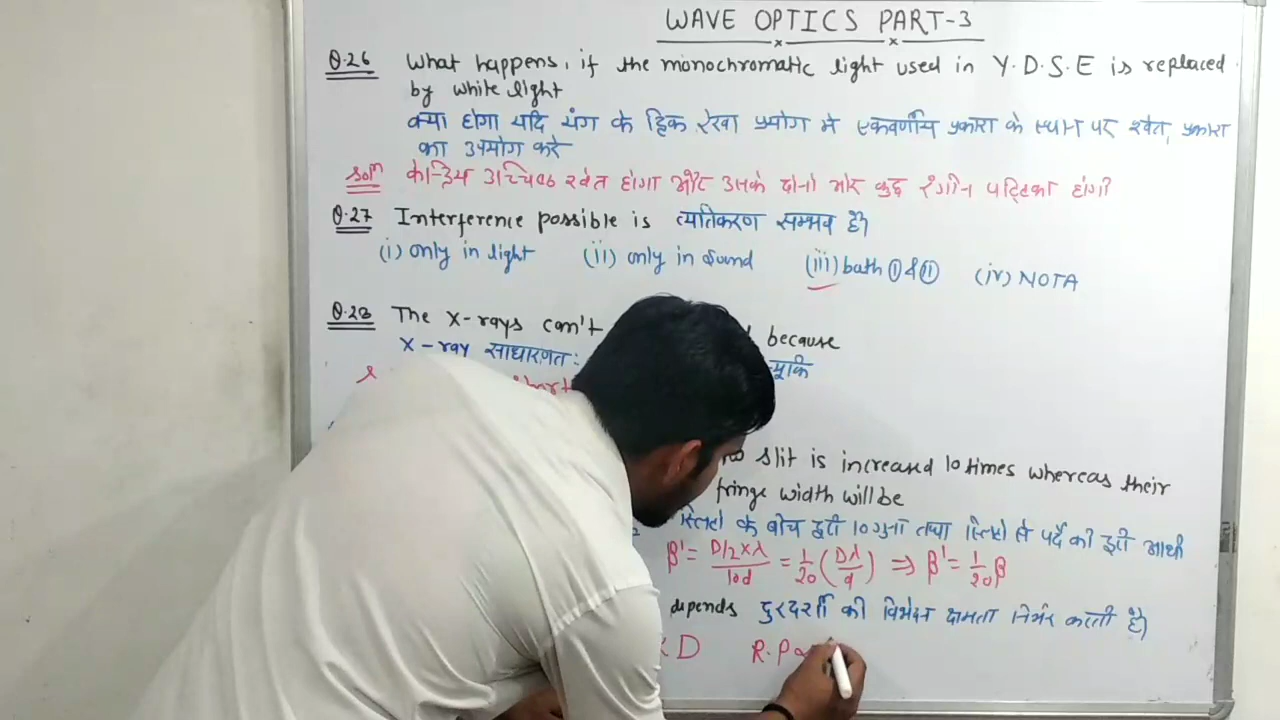 WAVE OPTICS PART-3
Q.26 What happens, if the monochromatic light used in Y.D.S.E is replaced
by white light
क्या होगा यदि यंग के द्विक रेखा प्रयोग मे एकवर्णीय प्रकाश के स्थान पर श्वेत प्रकाश
का उपयोग करे
Soln केन्द्रिय उच्चिष्ठ श्वेत होगा और उसके दोनो ओर कुछ रंगीन पट्टिका होगी
Q.27 Interference possible is व्यतिकरण सम्भव है।
(i) only in light (ii) only in sound (iii) both ① & ⑪ (iv) NOTA
Q.28 The X-rays can't because
X-ray साधारणतः
slit is increased 10 times whereas their
fringe width will be
के बीच दूरी 10 गुना तथा स्लिटो से पर्दे की दूरी आधी
β' = D/2 × λ / 10d = 1/20 (Dλ/d) ⇒ β' = 1/20 β
depends दुरदर्शी की विभेदन क्षमता निर्भर करती है।
D R.P ∝